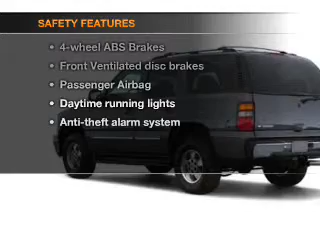 SAFETY FEATURES
• 4-wheel ABS Brakes
• Front Ventilated disc brakes
• Passenger Airbag
• Daytime running lights
• Anti-theft alarm system